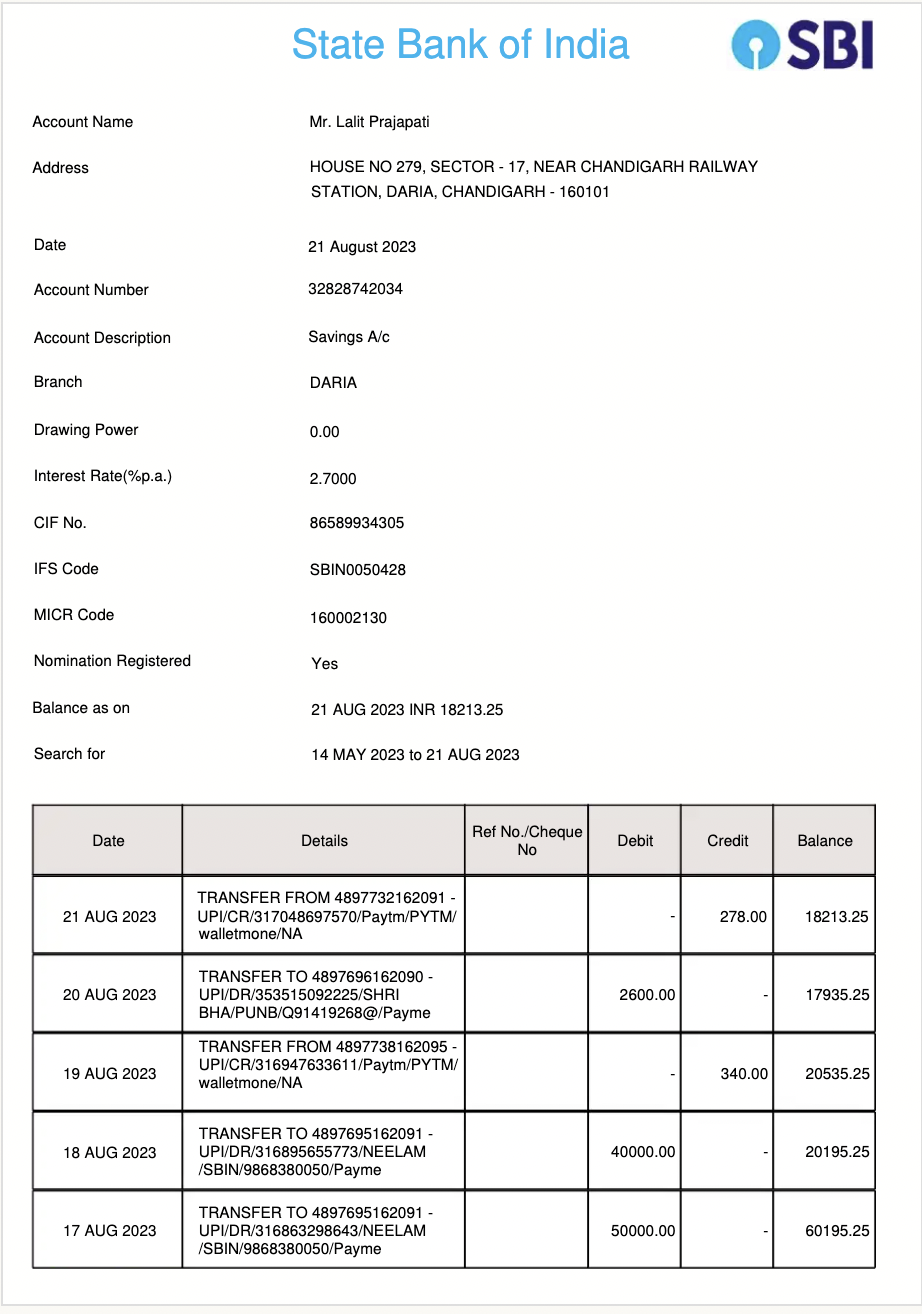 State Bank of India
SBI
Account Name Mr. Lalit Prajapati
Address HOUSE NO 279, SECTOR - 17, NEAR CHANDIGARH RAILWAY
STATION, DARIA, CHANDIGARH - 160101
Date 21 August 2023
Account Number 32828742034
Account Description Savings A/c
Branch DARIA
Drawing Power 0.00
Interest Rate(%p.a.) 2.7000
CIF No. 86589934305
IFS Code SBIN0050428
MICR Code 160002130
Nomination Registered Yes
Balance as on 21 AUG 2023 INR 18213.25
Search for 14 MAY 2023 to 21 AUG 2023
Date Details Ref No./Cheque No Debit Credit Balance
TRANSFER FROM 4897732162091 -
21 AUG 2023 UPI/CR/317048697570/Paytm/PYTM/ - 278.00 18213.25
walletmone/NA
TRANSFER TO 4897696162090 -
20 AUG 2023 UPI/DR/353515092225/SHRI 2600.00 - 17935.25
BHA/PUNB/Q91419268@/Payme
TRANSFER FROM 4897738162095 -
19 AUG 2023 UPI/CR/316947633611/Paytm/PYTM/ - 340.00 20535.25
walletmone/NA
TRANSFER TO 4897695162091 -
18 AUG 2023 UPI/DR/316895655773/NEELAM 40000.00 - 20195.25
/SBIN/9868380050/Payme
TRANSFER TO 4897695162091 -
17 AUG 2023 UPI/DR/316863298643/NEELAM 50000.00 - 60195.25
/SBIN/9868380050/Payme